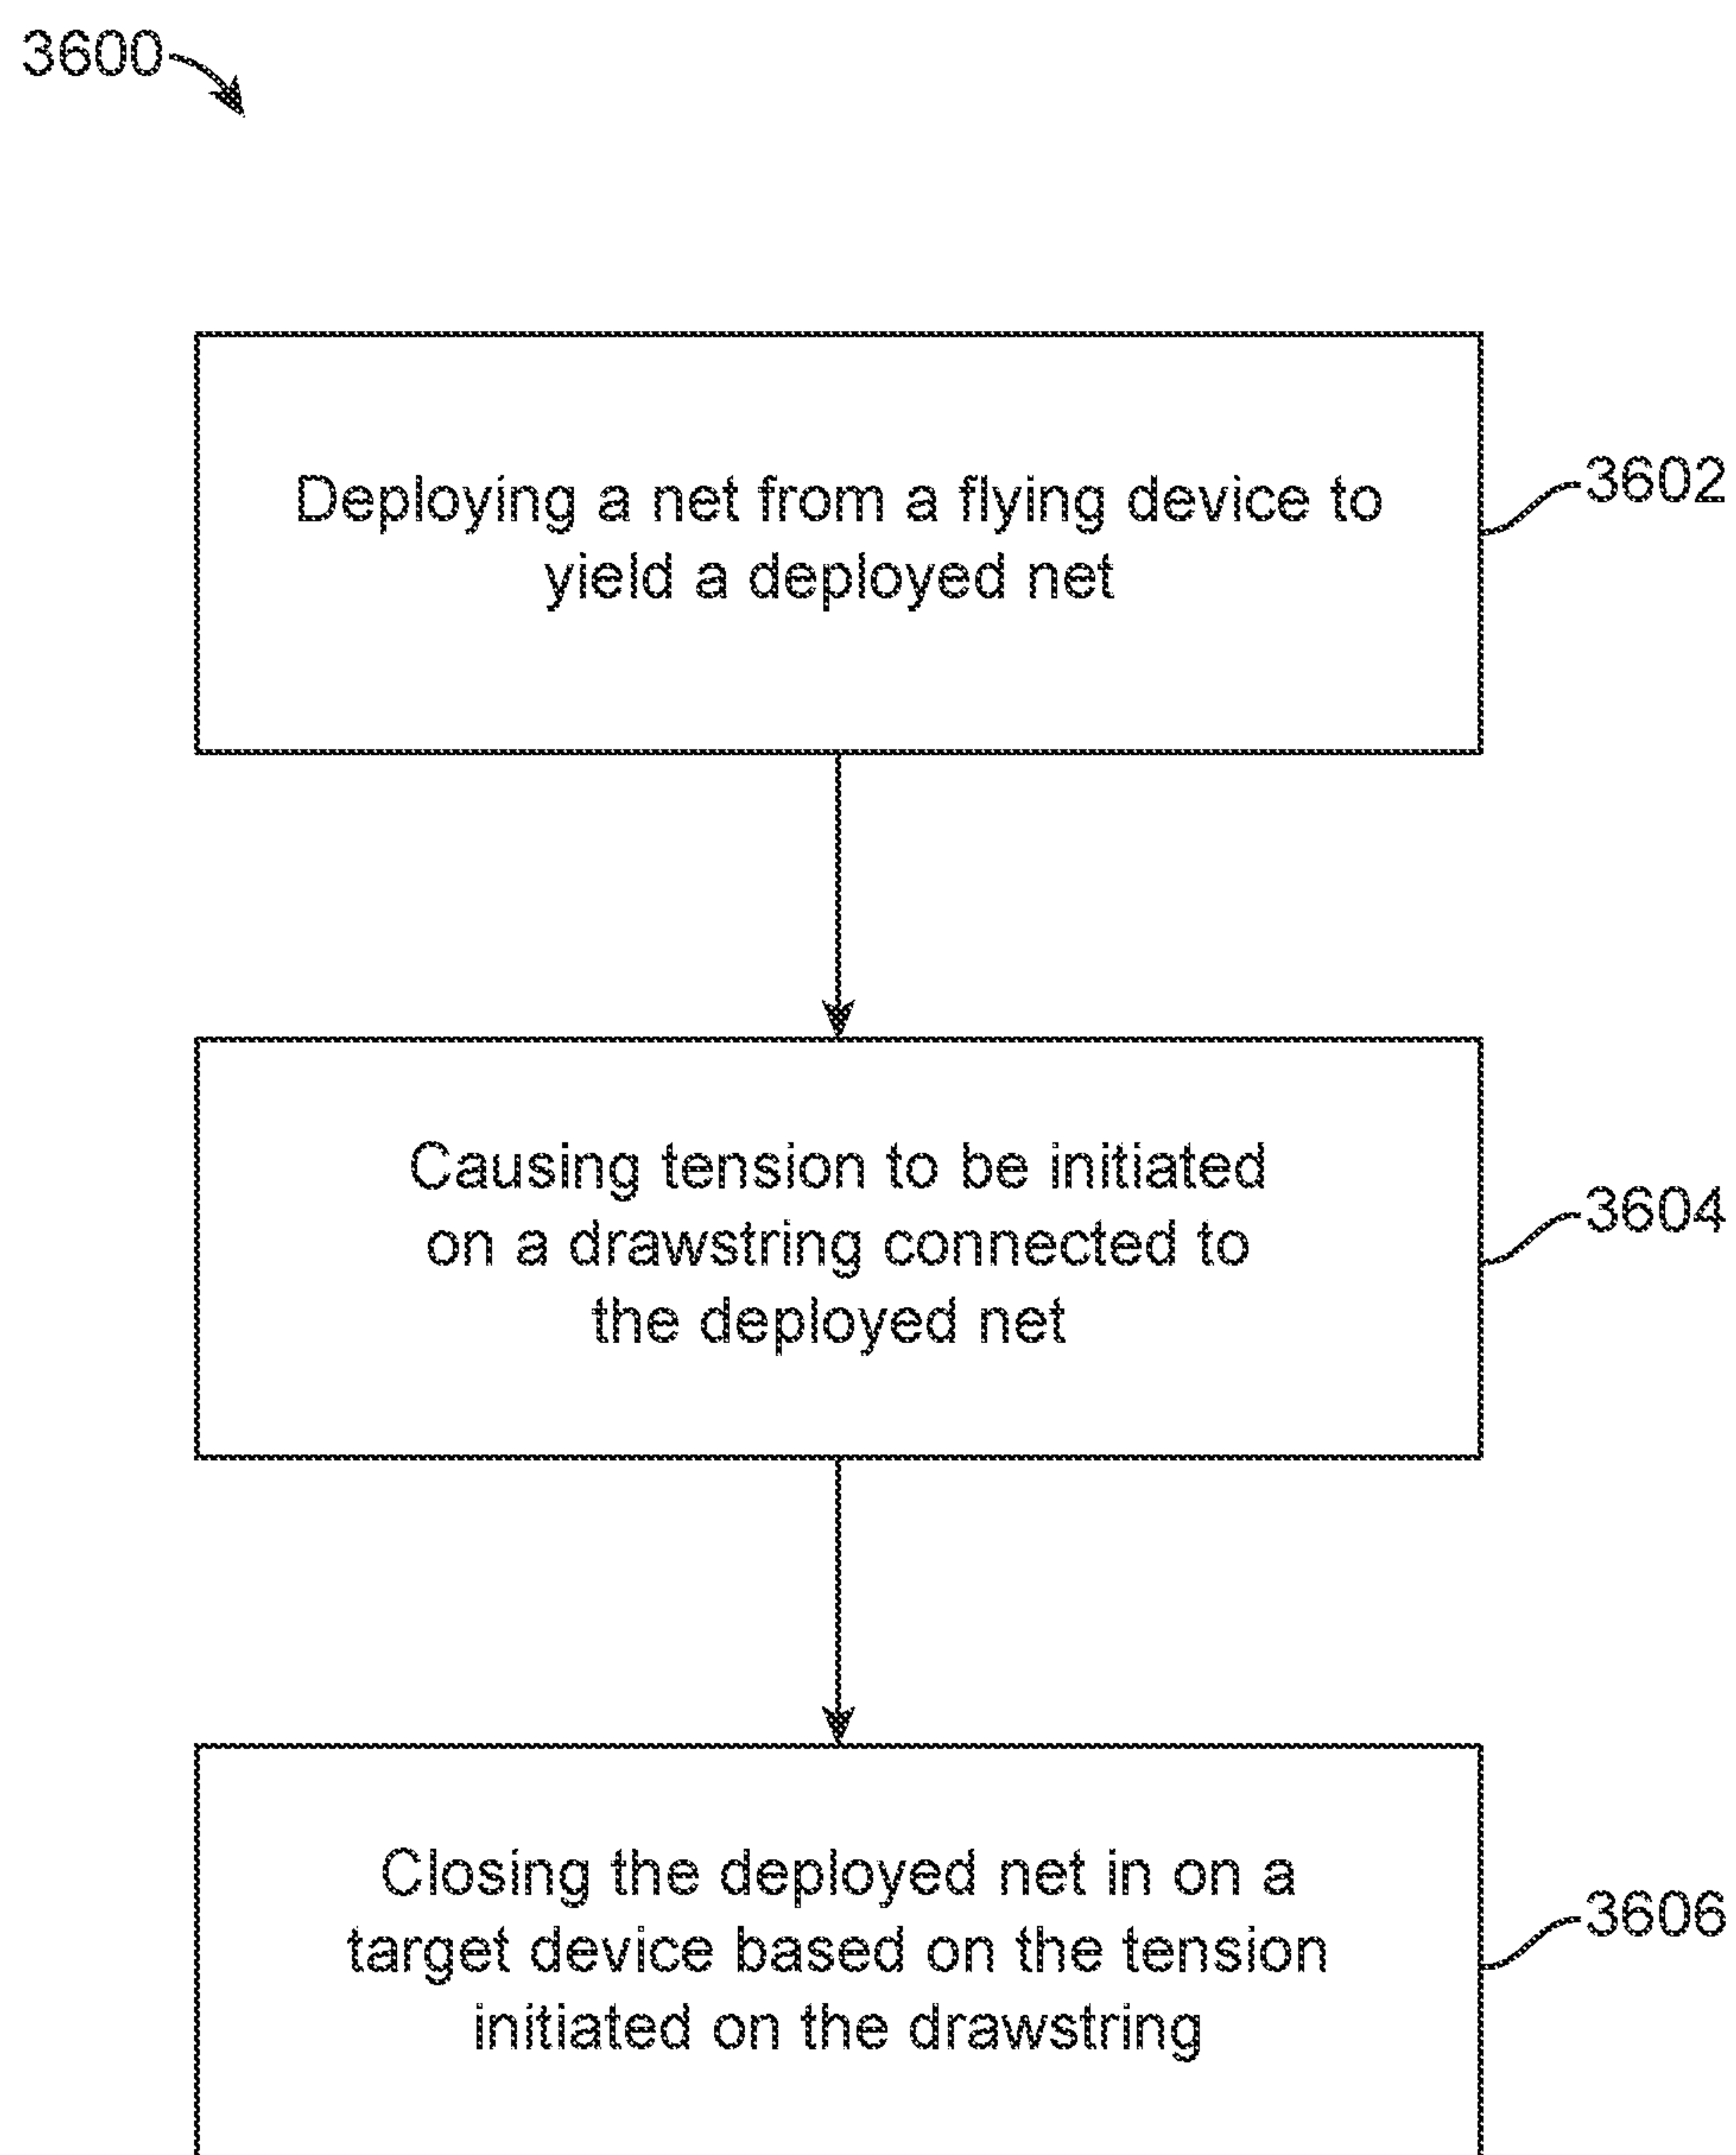 3600
Deploying a net from a flying device to
yield a deployed net
3602
Causing tension to be initiated
on a drawstring connected to
the deployed net
3604
Closing the deployed net in on a
target device based on the tension
initiated on the drawstring
3606